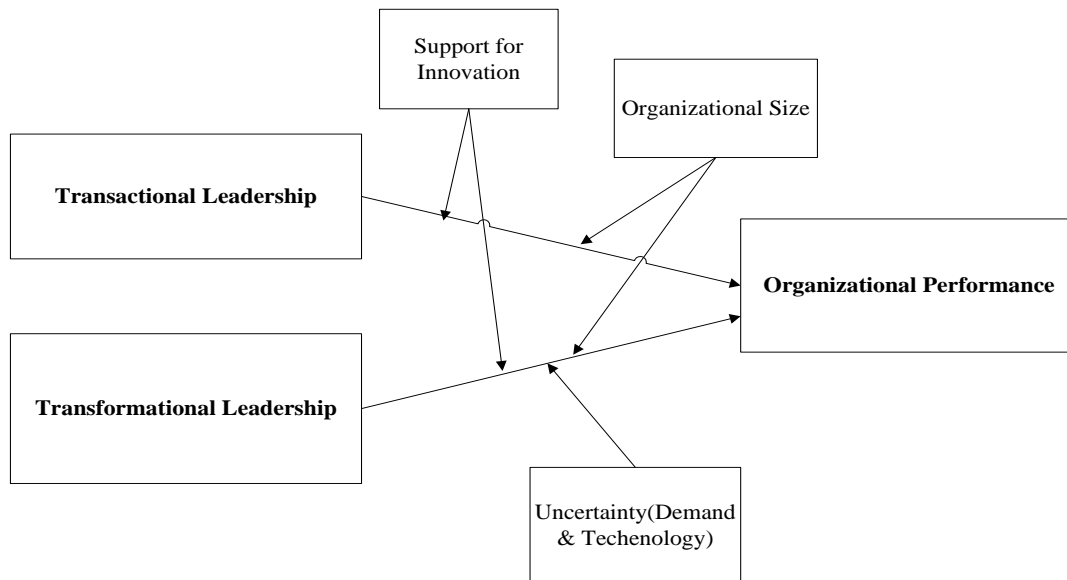 Support for
Innovation
Organizational Size
Transactional Leadership
Organizational Performance
Transformational Leadership
Uncertainty(Demand
& Techenology)